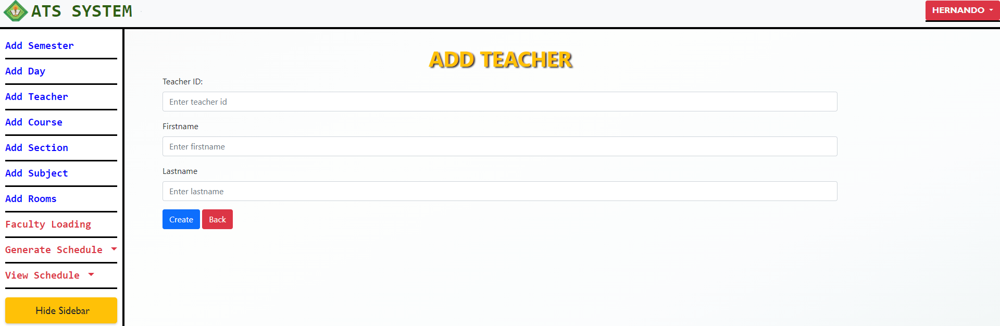 ATS SYSTEM
HERNANDO
Add Semester
Add Day
Add Teacher
Add Course
Add Section
Add Subject
Add Rooms
Faculty Loading
Generate Schedule
View Schedule
Hide Sidebar
ADD TEACHER
Teacher ID:
Enter teacher id
Firstname
Enter firstname
Lastname
Enter lastname
Create Back